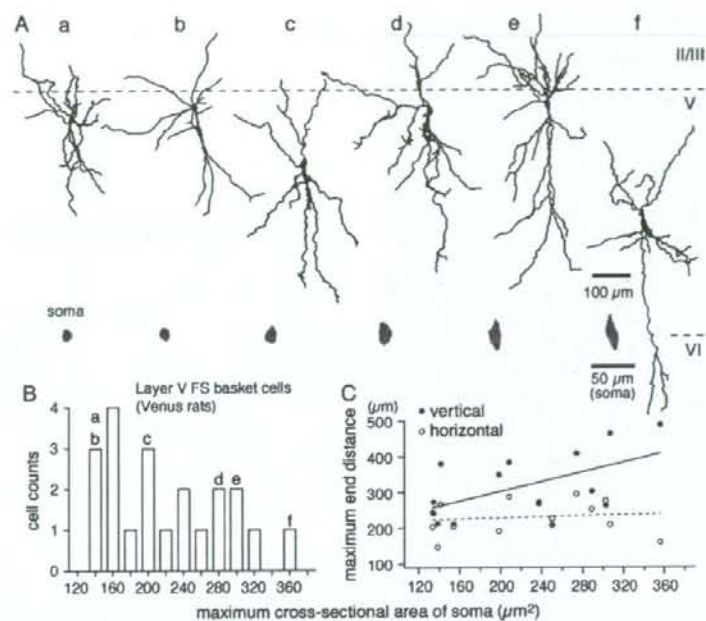 A a b c d e f
II/III
V
100 µm
soma
VI
50 µm
(soma)
B Layer V FS basket cells
(Venus rats)
a
b
c
d e
f
cell counts
4
3
2
1
0
120 160 200 240 280 320 360
C (µm)
vertical
horizontal
maximum end distance
500
400
300
200
100
120 160 200 240 280 320 360
maximum cross-sectional area of soma (µm²)